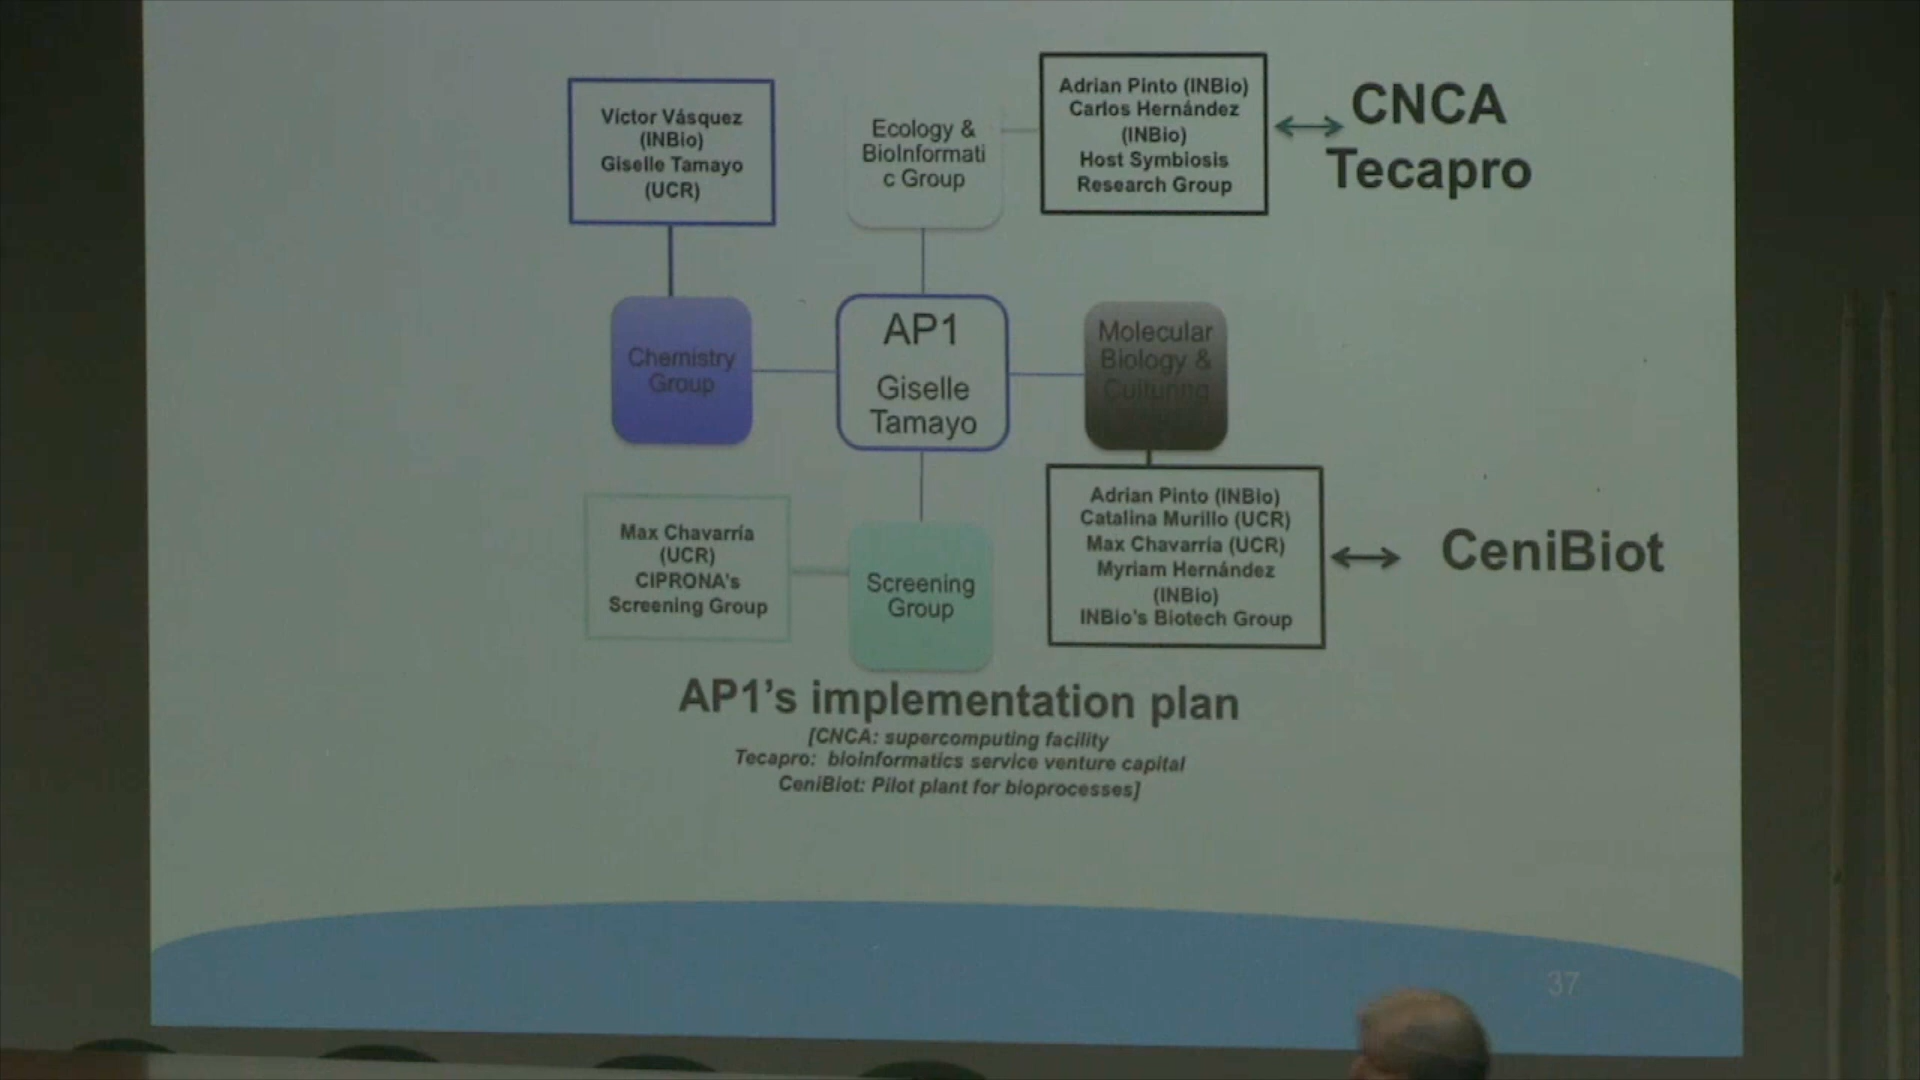 Víctor Vásquez
(INBio)
Giselle Tamayo
(UCR)
Ecology &
BioInformati
c Group
Adrian Pinto (INBio)
Carlos Hernández
(INBio)
Host Symbiosis
Research Group
CNCA
Tecapro
Chemistry
Group
AP1
Giselle
Tamayo
Molecular
Biology &
Culturing
Max Chavarría
(UCR)
CIPRONA's
Screening Group
Screening
Group
Adrian Pinto (INBio)
Catalina Murillo (UCR)
Max Chavarría (UCR)
Myriam Hernández
(INBio)
INBio's Biotech Group
CeniBiot
AP1's implementation plan
[CNCA: supercomputing facility
Tecapro: bioinformatics service venture capital
CeniBiot: Pilot plant for bioprocesses]
37